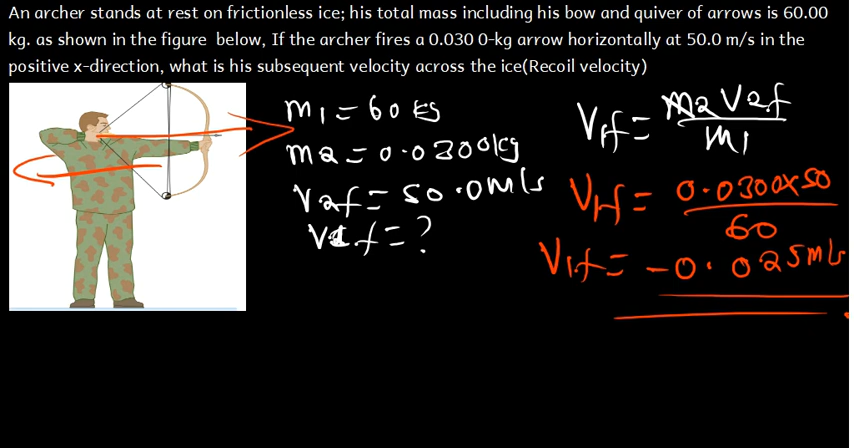 An archer stands at rest on frictionless ice; his total mass including his bow and quiver of arrows is 60.00
kg. as shown in the figure below, If the archer fires a 0.030 0-kg arrow horizontally at 50.0 m/s in the
positive x-direction, what is his subsequent velocity across the ice(Recoil velocity)
m1 = 60 kg
m2 = 0.0300kg
V2f = 50.0m/s
V1f = ?
V1f = m2 V2f / m1
V1f = 0.0300x50 / 60
V1f = -0.025m/s